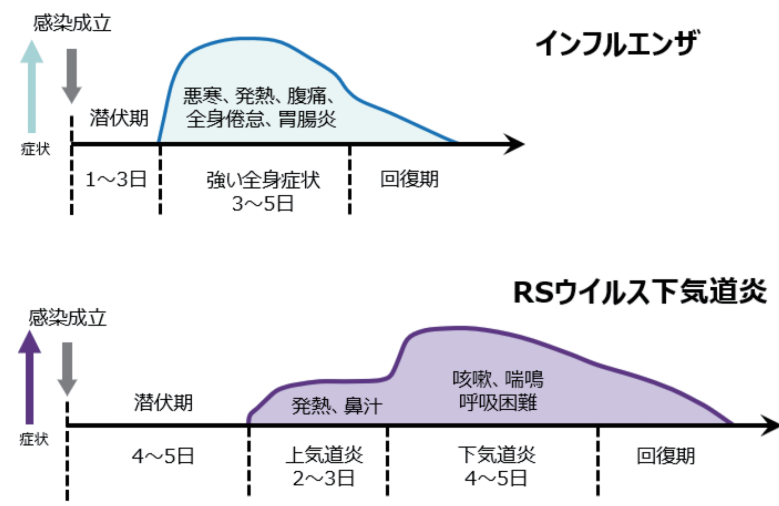 インフルエンザ
感染成立
症状
潜伏期
1～3日
悪寒、発熱、腹痛、
全身倦怠、胃腸炎
強い全身症状
3～5日
回復期
RSウイルス下気道炎
感染成立
症状
潜伏期
4～5日
発熱、鼻汁
上気道炎
2～3日
咳嗽、喘鳴
呼吸困難
下気道炎
4～5日
回復期